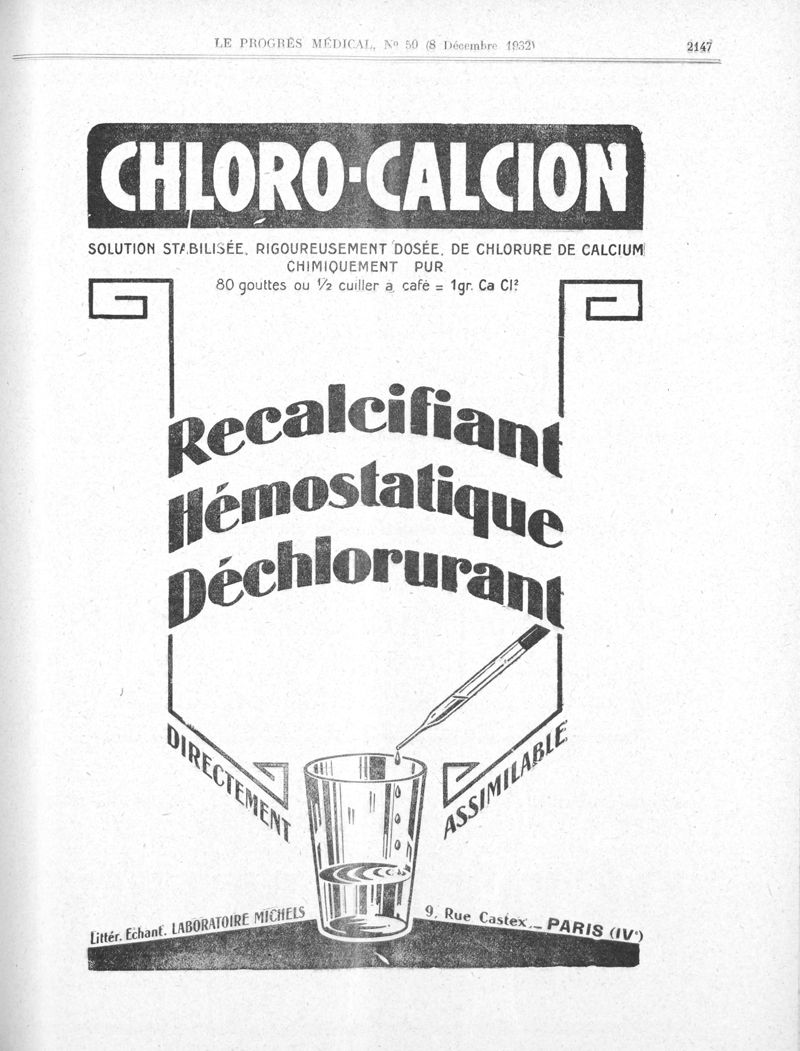 LE PROGRÈS MÉDICAL, No 50 (8 Décembre 1932) 2147
CHLORO-CALCION
SOLUTION STABILISÉE, RIGOUREUSEMENT DOSÉE, DE CHLORURE DE CALCIUM
CHIMIQUEMENT PUR
80 gouttes ou ½ cuiller a café = 1gr. Ca Cl²
Recalcifiant
Hémostatique
Déchlorurant
DIRECTEMENT ASSIMILABLE
Littér. Echant. LABORATOIRE MICHELS 9, Rue Castex._ PARIS (IVᵉ)